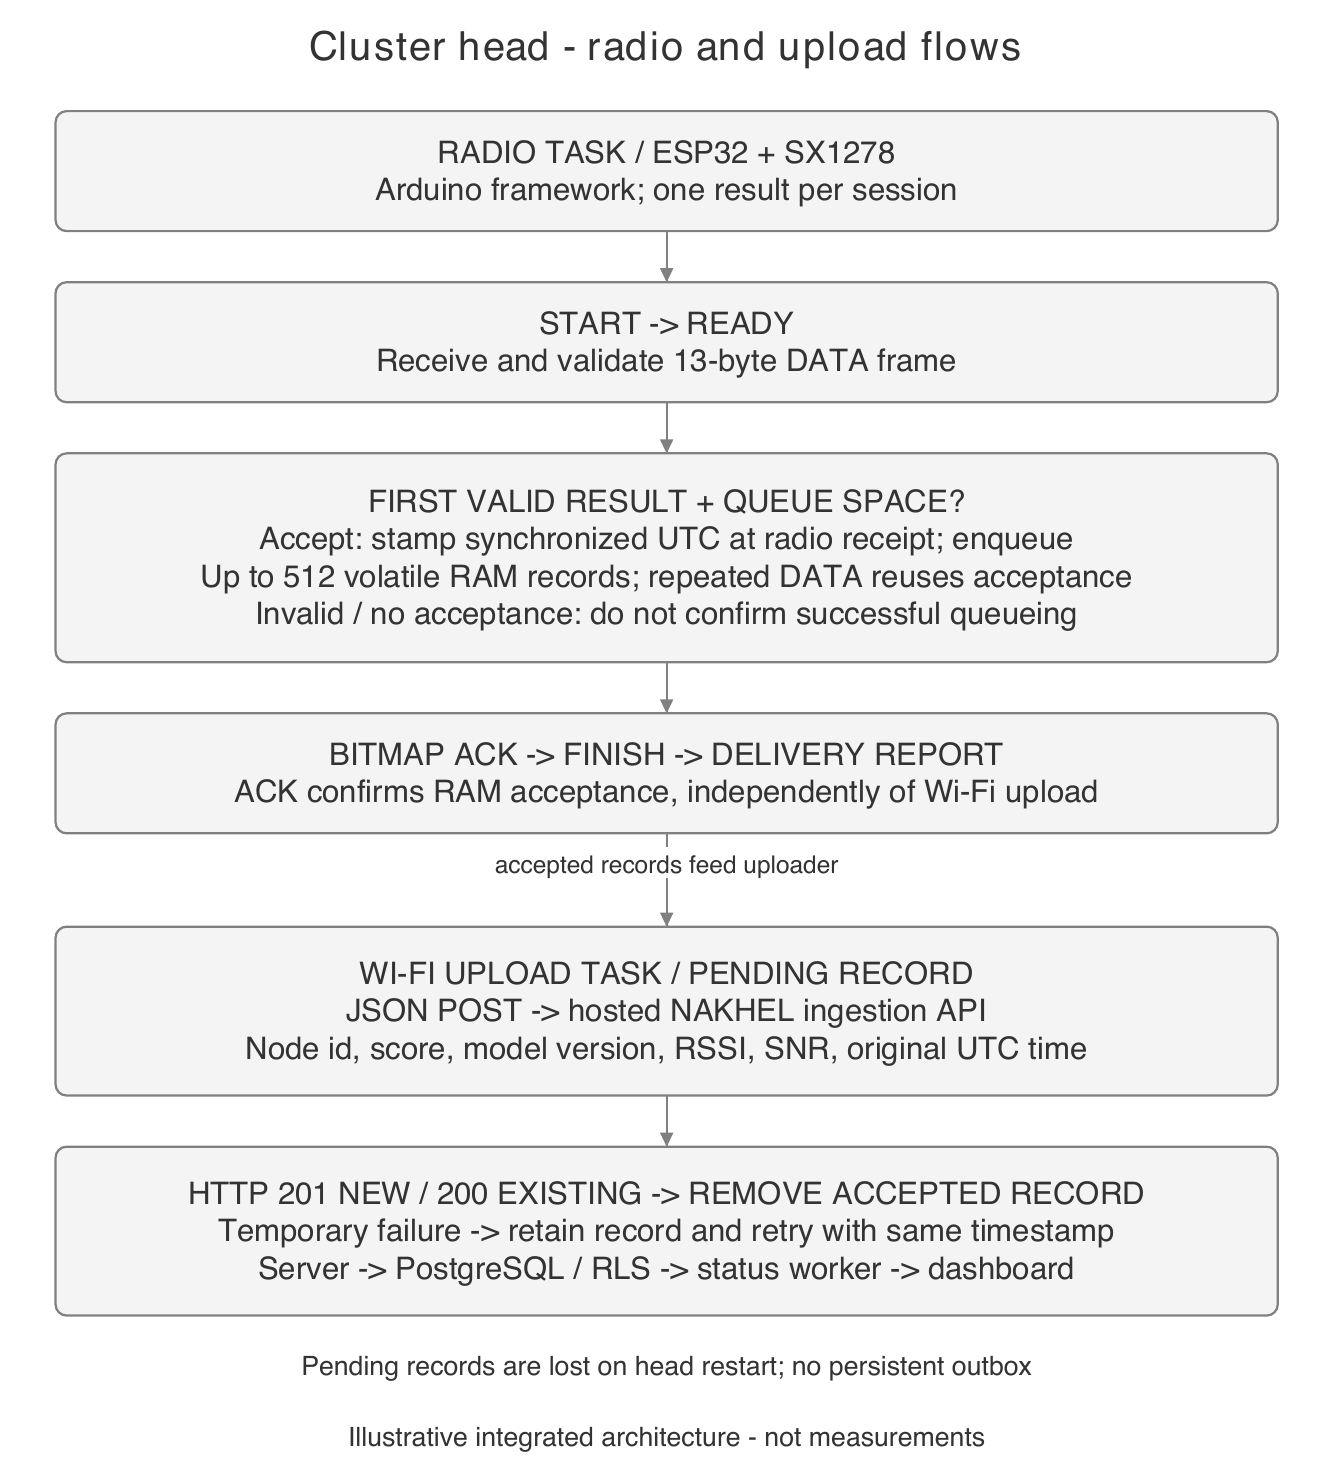 Cluster head - radio and upload flows
RADIO TASK / ESP32 + SX1278
Arduino framework; one result per session
START -> READY
Receive and validate 13-byte DATA frame
FIRST VALID RESULT + QUEUE SPACE?
Accept: stamp synchronized UTC at radio receipt; enqueue
Up to 512 volatile RAM records; repeated DATA reuses acceptance
Invalid / no acceptance: do not confirm successful queueing
BITMAP ACK -> FINISH -> DELIVERY REPORT
ACK confirms RAM acceptance, independently of Wi-Fi upload
accepted records feed uploader
WI-FI UPLOAD TASK / PENDING RECORD
JSON POST -> hosted NAKHEL ingestion API
Node id, score, model version, RSSI, SNR, original UTC time
HTTP 201 NEW / 200 EXISTING -> REMOVE ACCEPTED RECORD
Temporary failure -> retain record and retry with same timestamp
Server -> PostgreSQL / RLS -> status worker -> dashboard
Pending records are lost on head restart; no persistent outbox
Illustrative integrated architecture - not measurements